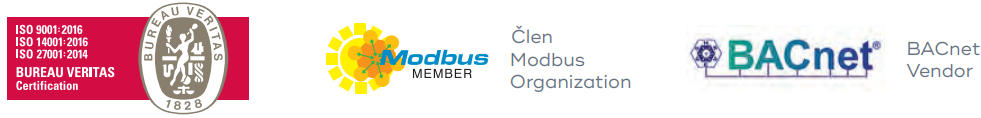 ISO 9001:2016
ISO 14001:2016
ISO 27001:2014
BUREAU VERITAS
Certification
BUREAU VERITAS
1828
Modbus
MEMBER
Člen
Modbus
Organization
BACnet®
BACnet
Vendor